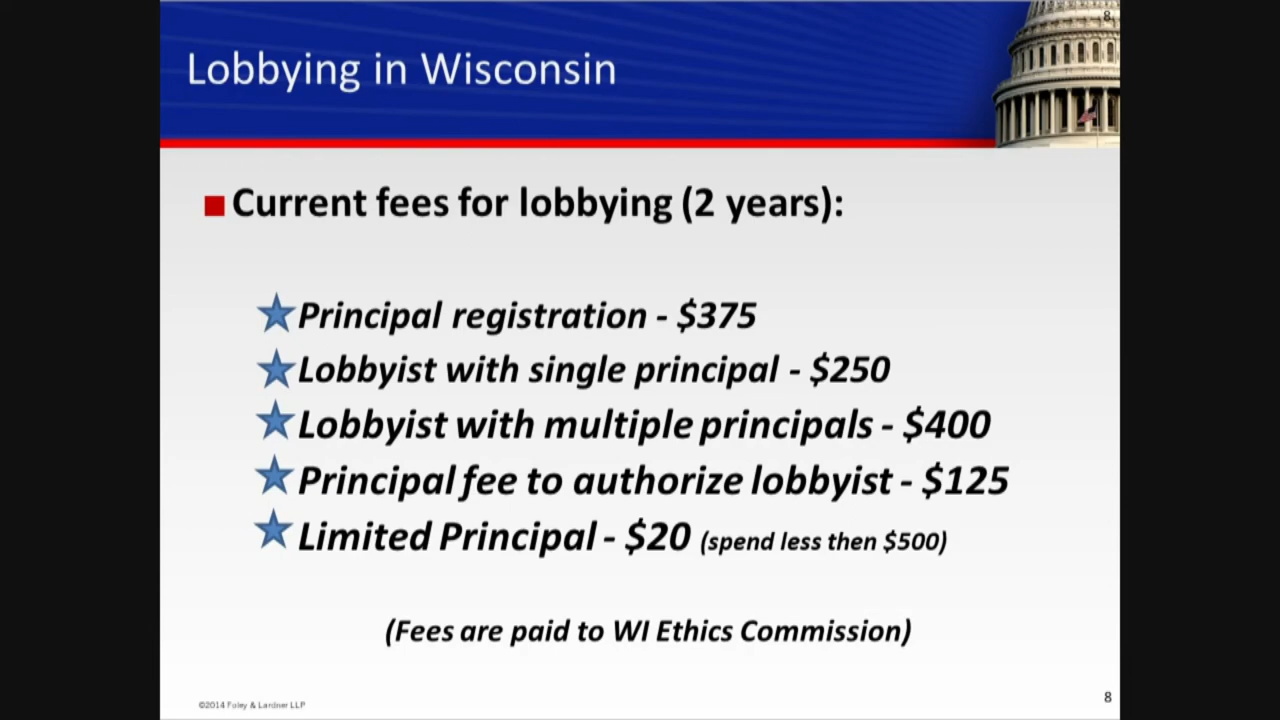 8
Lobbying in Wisconsin
Current fees for lobbying (2 years):
Principal registration - $375
Lobbyist with single principal - $250
Lobbyist with multiple principals - $400
Principal fee to authorize lobbyist - $125
Limited Principal - $20 (spend less then $500)
(Fees are paid to WI Ethics Commission)
©2014 Foley & Lardner LLP
8